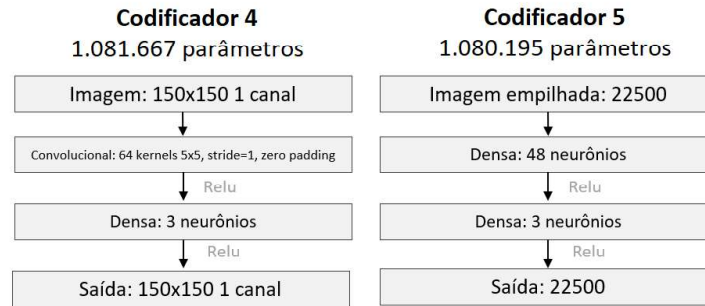 Codificador 4
1.081.667 parâmetros
Imagem: 150x150 1 canal
Convolucional: 64 kernels 5x5, stride=1, zero padding
Relu
Densa: 3 neurônios
Relu
Saída: 150x150 1 canal
Codificador 5
1.080.195 parâmetros
Imagem empilhada: 22500
Densa: 48 neurônios
Relu
Densa: 3 neurônios
Relu
Saída: 22500